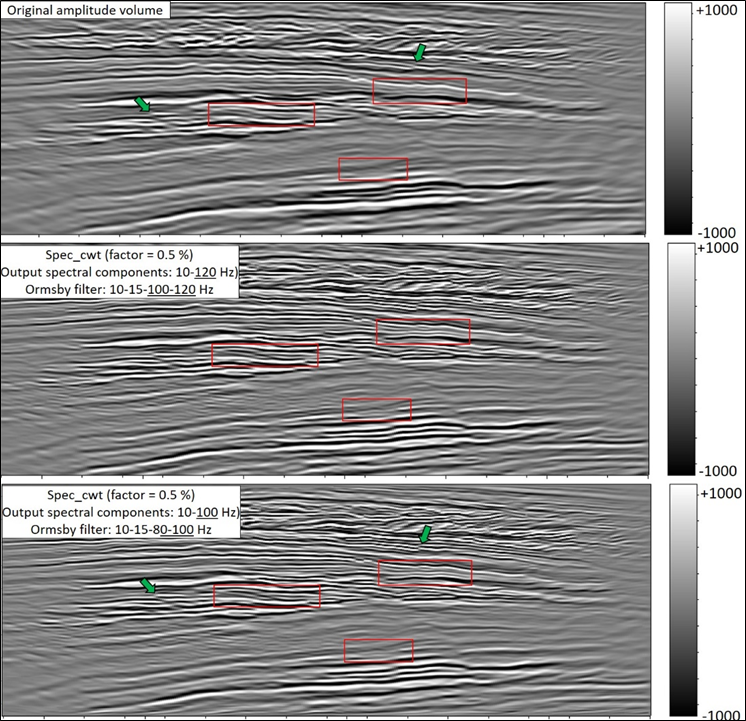 Original amplitude volume
+1000
-1000
Spec_cwt (factor = 0.5 %)
Output spectral components: 10-120 Hz)
Ormsby filter: 10-15-100-120 Hz
+1000
-1000
Spec_cwt (factor = 0.5 %)
Output spectral components: 10-100 Hz)
Ormsby filter: 10-15-80-100 Hz
+1000
-1000